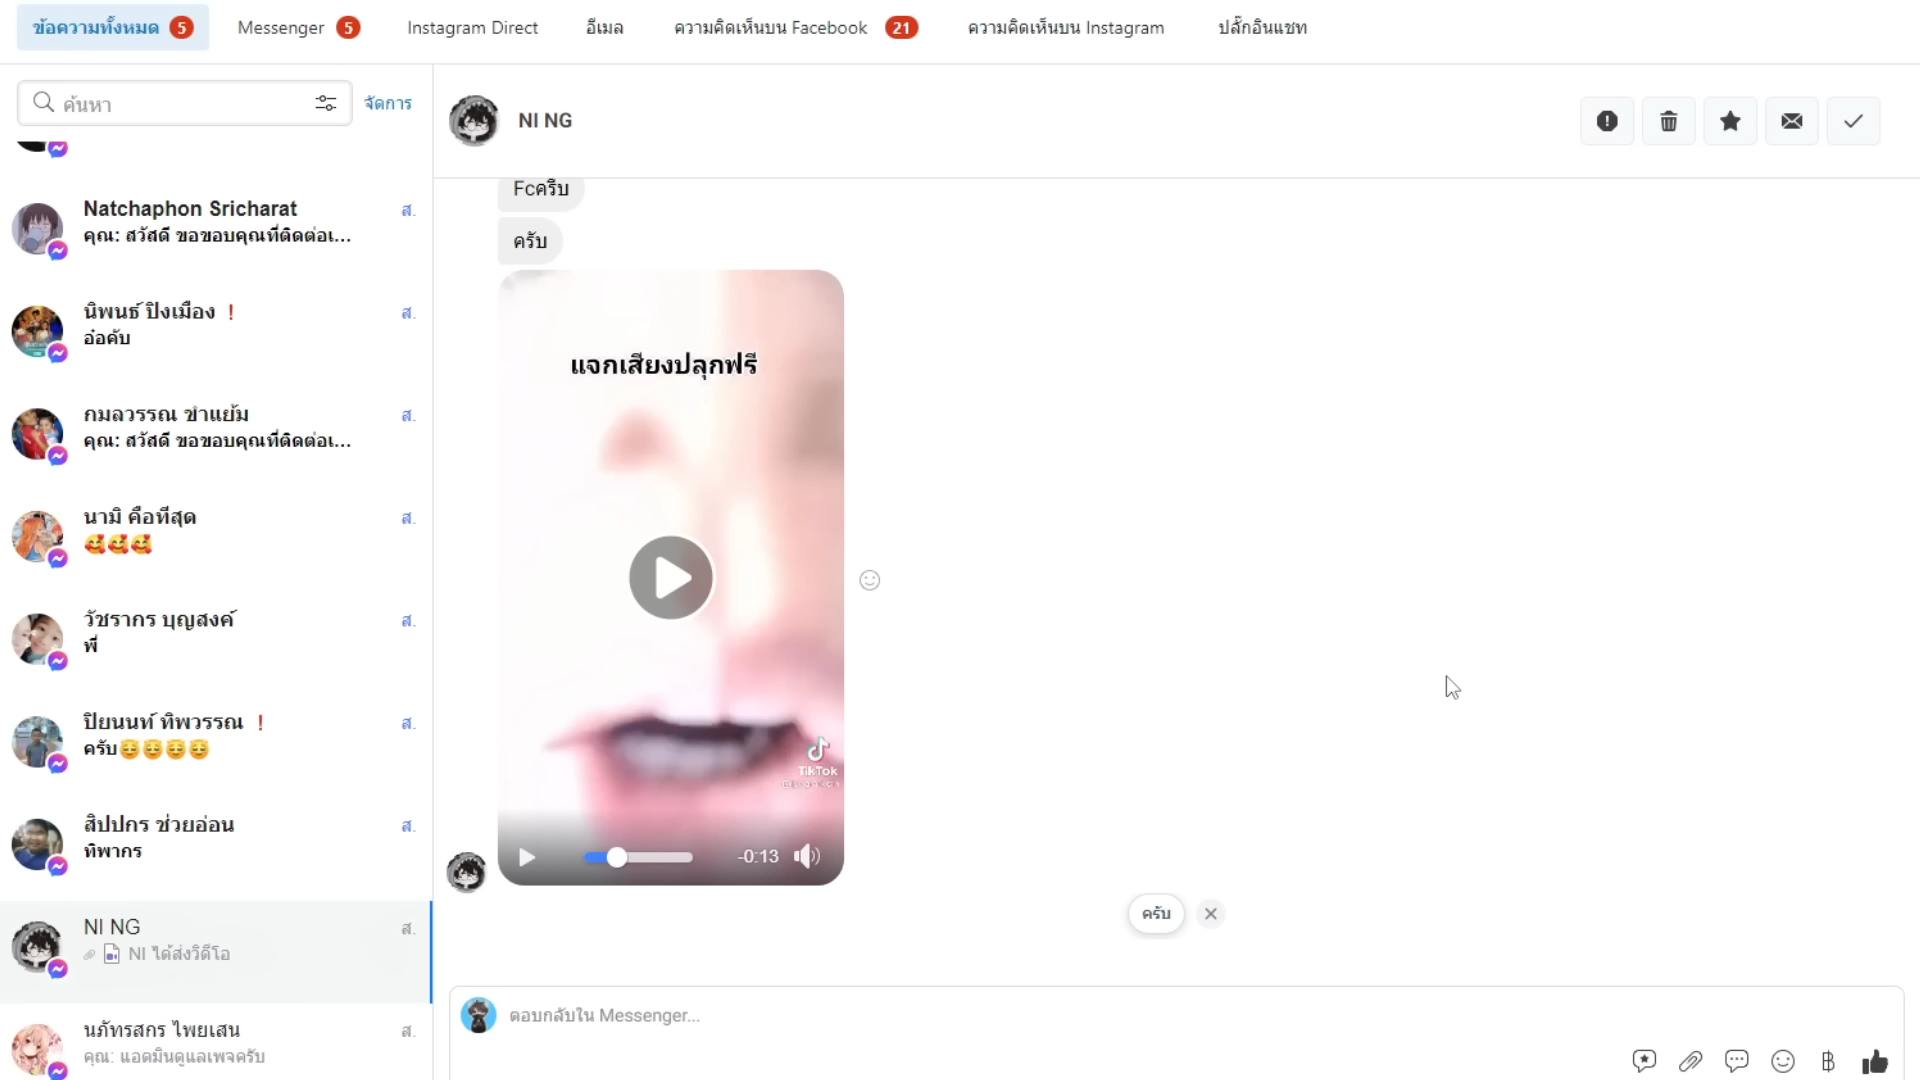 ข้อความทั้งหมด 5
Messenger 5
Instagram Direct
อีเมล
ความคิดเห็นบน Facebook 21
ความคิดเห็นบน Instagram
ปลั๊กอินแชท
ค้นหา
จัดการ
Natchaphon Sricharat ส.
คุณ: สวัสดี ขอขอบคุณที่ติดต่อเ...
นิพนธ์ ปิงเมือง ❗ ส.
อ๋อคับ
กมลวรรณ ขำแย้ม ส.
คุณ: สวัสดี ขอขอบคุณที่ติดต่อเ...
นามิ คือที่สุด ส.
🥰🥰🥰
วัชรากร บุญสงค์ ส.
พี่
ปิยนนท์ ทิพวรรณ ❗ ส.
ครับ😇😇😇😇
สิปปกร ช่วยอ่อน ส.
ทิพากร
NI NG ส.
NI ได้ส่งวิดีโอ
นภัทรสกร ไพยเสน ส.
คุณ: แอดมินดูแลเพจครับ
NI NG
Fcครับ
ครับ
แจกเสียงปลุกฟรี
TikTok
-0:13
ครับ
ตอบกลับใน Messenger...